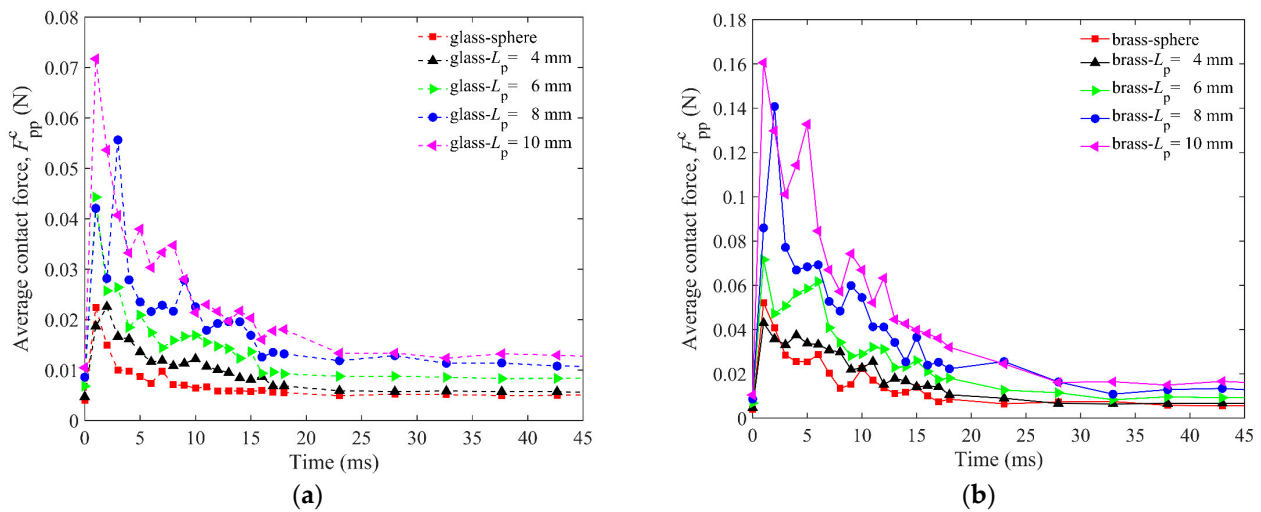 0.08
0.07
0.06
0.05
0.04
0.03
0.02
0.01
0
0 5 10 15 20 25 30 35 40 45
Average contact force, F^c_pp (N)
Time (ms)
glass-sphere
glass-L_p = 4 mm
glass-L_p = 6 mm
glass-L_p = 8 mm
glass-L_p = 10 mm
(a)
0.18
0.16
0.14
0.12
0.1
0.08
0.06
0.04
0.02
0
0 5 10 15 20 25 30 35 40 45
Average contact force, F^c_pp (N)
Time (ms)
brass-sphere
brass-L_p = 4 mm
brass-L_p = 6 mm
brass-L_p = 8 mm
brass-L_p = 10 mm
(b)